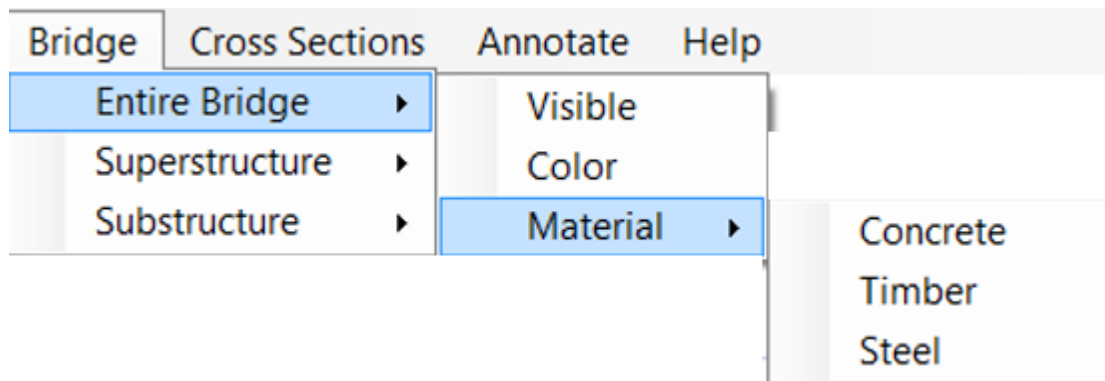 Bridge Cross Sections Annotate Help
Entire Bridge Visible
Superstructure Color
Substructure Material Concrete
Timber
Steel